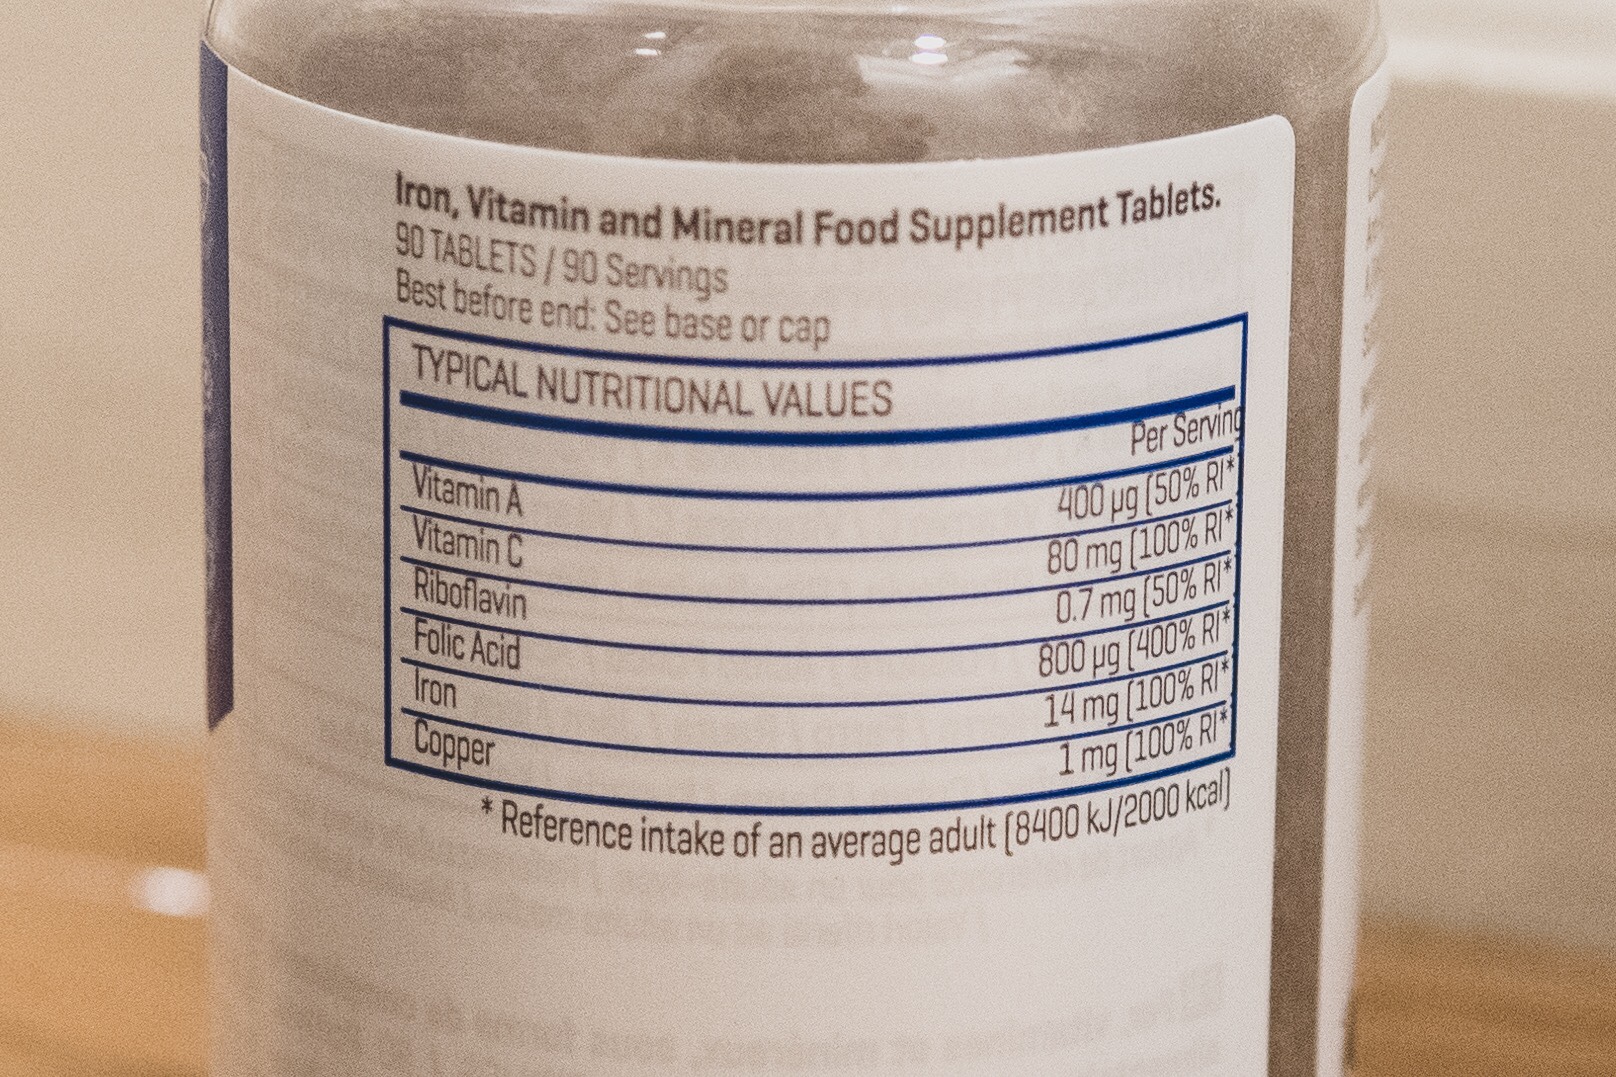 Iron, Vitamin and Mineral Food Supplement Tablets.
90 TABLETS / 90 Servings
Best before end: See base or cap
TYPICAL NUTRITIONAL VALUES
Per Serving
Vitamin A 400 µg (50% RI*
Vitamin C 80 mg (100% RI*
Riboflavin 0.7 mg (50% RI*
Folic Acid 800 µg (400% RI*
Iron 14 mg (100% RI*
Copper 1 mg (100% RI*
* Reference intake of an average adult (8400 kJ/2000 kcal)